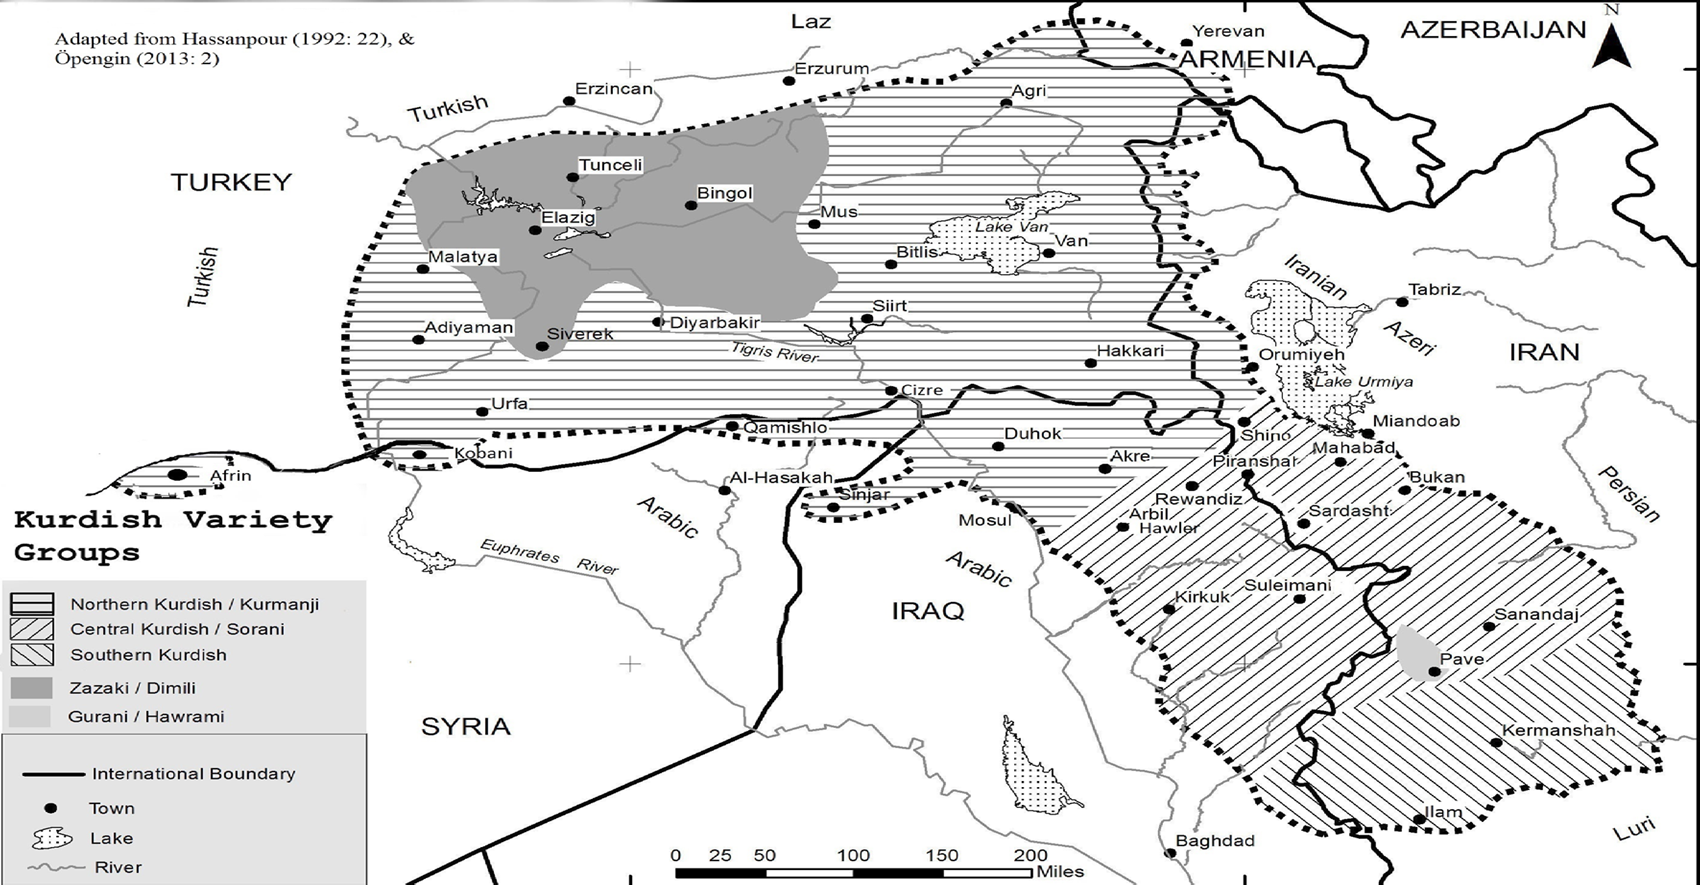 Adapted from Hassanpour (1992: 22), &
Öpengin (2013: 2)
Laz
N
AZERBAIJAN
Yerevan
ARMENIA
Erzurum
Erzincan
Turkish
Agri
TURKEY
Tunceli
Bingol
Elazig
Mus
Lake Van
Van
Bitlis
Malatya
Turkish
Iranian
Azeri
Tabriz
Siirt
Adiyaman
Diyarbakir
Siverek
Tigris River
Hakkari
Orumiyeh
IRAN
Lake Urmiya
Cizre
Urfa
Qamishlo
Duhok
Shino
Miandoab
Kobani
Akre
Piranshar
Mahabad
Afrin
Al-Hasakah
Bukan
Sinjar
Rewandiz
Persian
Arabic
Mosul
Arbil
Hawler
Sardasht
Kurdish Variety
Groups
Euphrates River
Arabic
Suleimani
Kirkuk
IRAQ
Sanandaj
Northern Kurdish / Kurmanji
Central Kurdish / Sorani
Southern Kurdish
Zazaki / Dimili
Gurani / Hawrami
Pave
SYRIA
Kermanshah
International Boundary
Town
Lake
River
Ilam
Luri
Baghdad
0 25 50 100 150 200
Miles